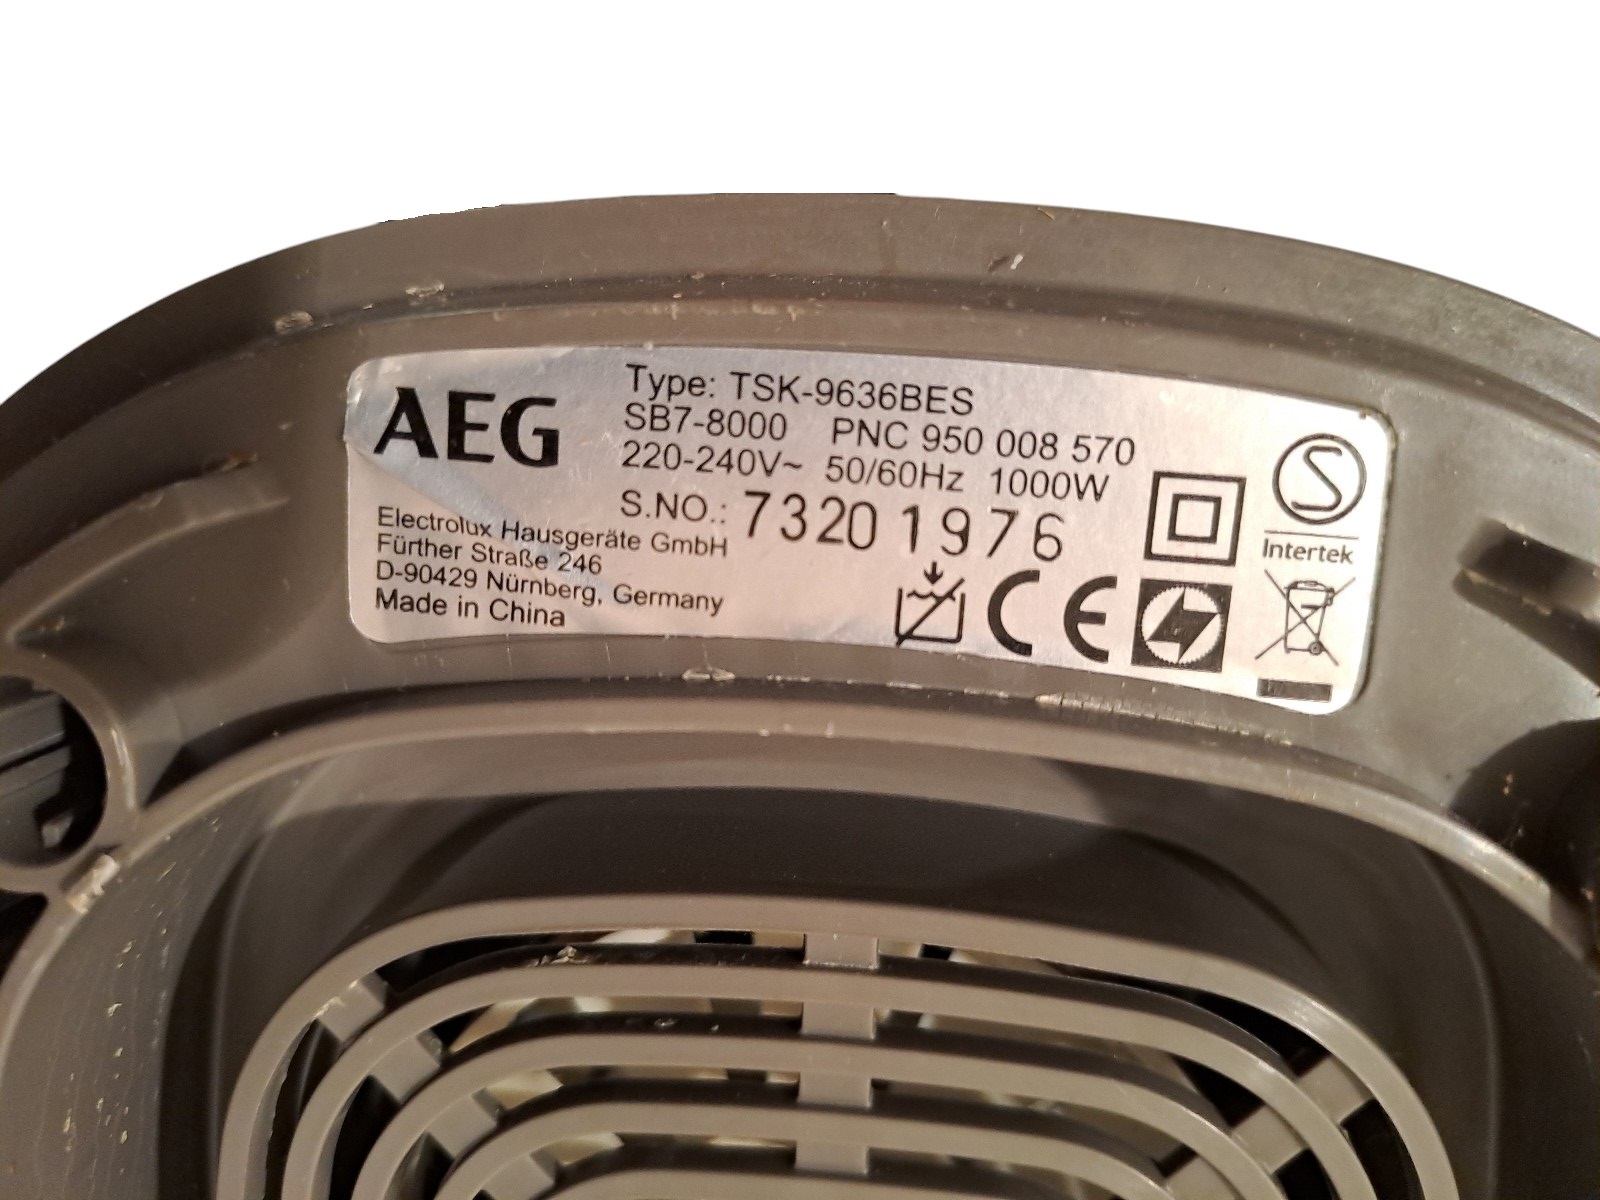 AEG
Type: TSK-9636BES
SB7-8000 PNC 950 008 570
220-240V~ 50/60Hz 1000W
S.NO.: 73201976
Electrolux Hausgeräte GmbH
Fürther Straße 246
D-90429 Nürnberg, Germany
Made in China
S
Intertek
CE